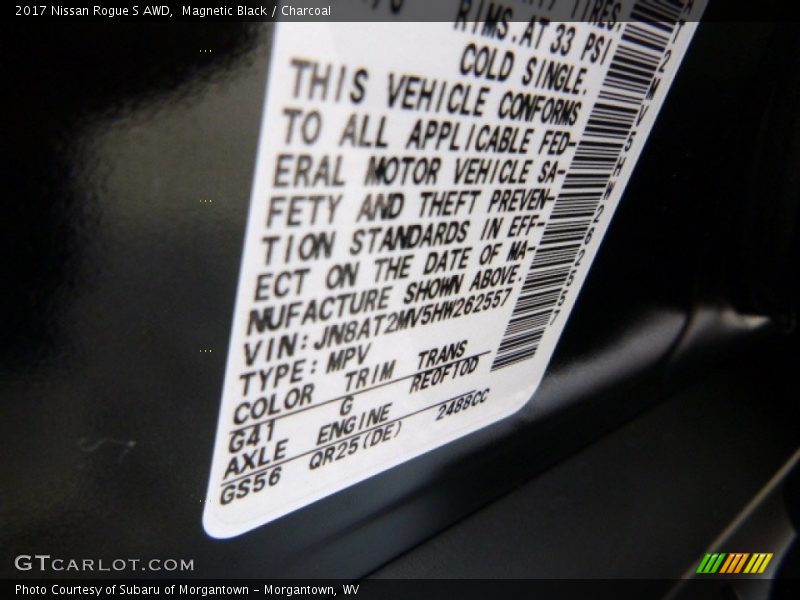 2017 Nissan Rogue S AWD,  Magnetic Black / Charcoal
RIMS.AT 33 PSI
COLD SINGLE.
THIS VEHICLE CONFORMS
TO ALL APPLICABLE FED-
ERAL MOTOR VEHICLE SA-
FETY AND THEFT PREVEN-
TION STANDARDS IN EFF-
ECT ON THE DATE OF MA-
NUFACTURE SHOWN ABOVE.
VIN:JN8AT2MV5HW262557
TYPE:MPV
COLOR TRIM TRANS
G41 G RE0F10D
AXLE ENGINE
GS56 QR25(DE) 2488CC
GTCARLOT.COM
Photo Courtesy of Subaru of Morgantown - Morgantown, WV